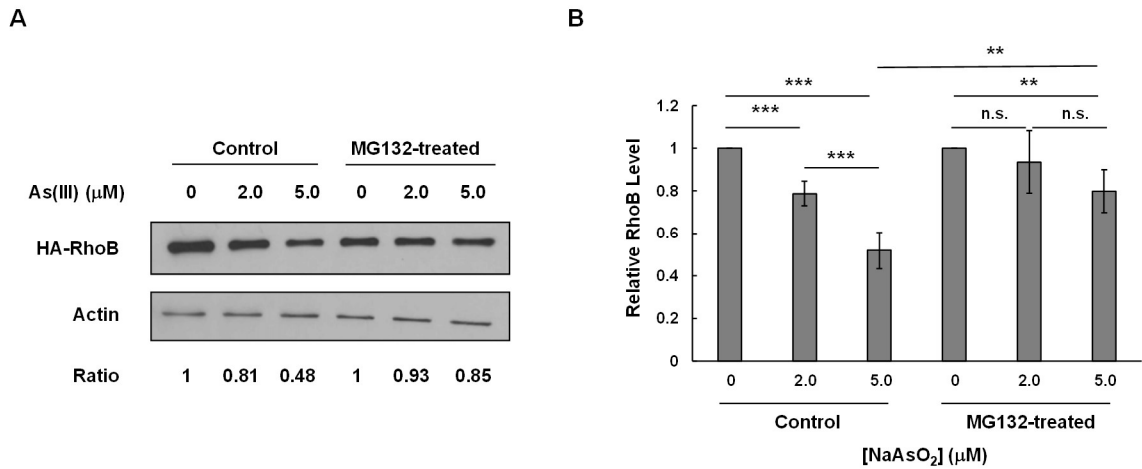 A
Control MG132-treated
As(III) (μM) 0 2.0 5.0 0 2.0 5.0
HA-RhoB
Actin
Ratio 1 0.81 0.48 1 0.93 0.85
B
**
*** **
*** n.s. n.s.
***
Relative RhoB Level
1.2
1
0.8
0.6
0.4
0.2
0
0 2.0 5.0 0 2.0 5.0
Control MG132-treated
[NaAsO₂] (μM)